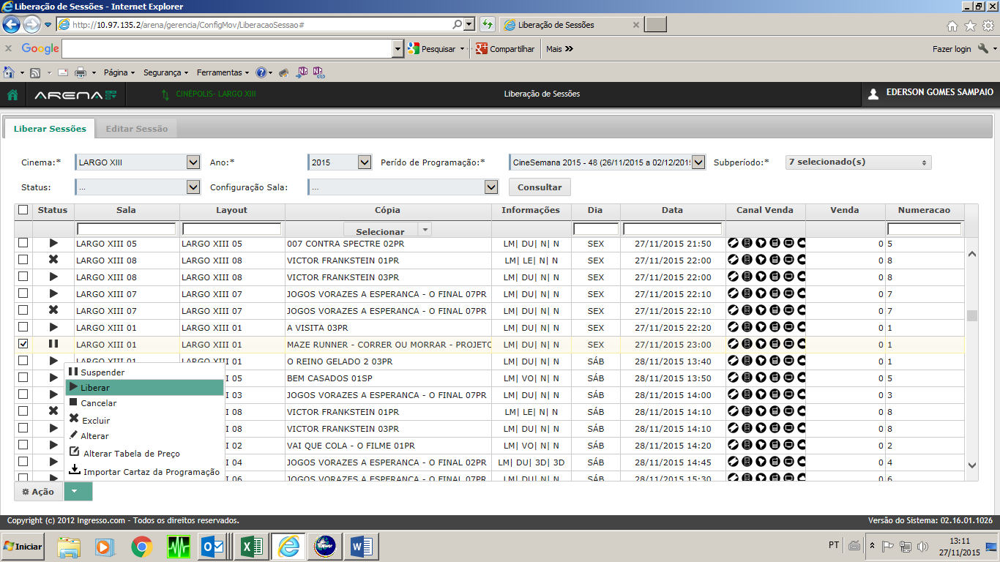 Liberação de Sessões - Internet Explorer
http://10.97.135.2/arena/gerencia/ConfigMov/LiberacaoSessao#
Liberação de Sessões
Google
Pesquisar
Compartilhar
Mais
Fazer login
Página
Segurança
Ferramentas
ARENA
CINÉPOLIS- LARGO XIII
Liberação de Sessões
EDERSON GOMES SAMPAIO
Liberar Sessões
Editar Sessão
Cinema:* LARGO XIII Ano:* 2015 Perído de Programação:* CineSemana 2015 - 48 (26/11/2015 a 02/12/2015 Subperíodo:* 7 selecionado(s)
Status: ... Configuração Sala: ... Consultar
Status Sala Layout Cópia Informações Dia Data Canal Venda Venda Numeracao
Selecionar
LARGO XIII 05 LARGO XIII 05 007 CONTRA SPECTRE 02PR LM| DU| N| N SEX 27/11/2015 21:50 0 5
LARGO XIII 08 LARGO XIII 08 VICTOR FRANKSTEIN 01PR LM| LE| N| N SEX 27/11/2015 22:00 0 8
LARGO XIII 08 LARGO XIII 08 VICTOR FRANKSTEIN 03PR LM| DU| N| N SEX 27/11/2015 22:00 0 8
LARGO XIII 07 LARGO XIII 07 JOGOS VORAZES A ESPERANCA - O FINAL 07PR LM| DU| N| N SEX 27/11/2015 22:10 0 7
LARGO XIII 07 LARGO XIII 07 JOGOS VORAZES A ESPERANCA - O FINAL 07PR LM| DU| N| N SEX 27/11/2015 22:10 0 7
LARGO XIII 01 LARGO XIII 01 A VISITA 03PR LM| DU| N| N SEX 27/11/2015 22:20 0 1
LARGO XIII 01 LARGO XIII 01 MAZE RUNNER - CORRER OU MORRAR - PROJETO LM| DU| N| N SEX 27/11/2015 23:00 0 1
LARGO XIII 01 LARGO XIII 01 O REINO GELADO 2 03PR LM| DU| N| N SÁB 28/11/2015 13:40 0 1
I 05 BEM CASADOS 01SP LM| VO| N| N SÁB 28/11/2015 13:50 0 5
I 03 JOGOS VORAZES A ESPERANCA - O FINAL 07PR LM| DU| N| N SÁB 28/11/2015 14:00 0 3
I 08 VICTOR FRANKSTEIN 01PR LM| LE| N| N SÁB 28/11/2015 14:10 0 8
I 08 VICTOR FRANKSTEIN 03PR LM| DU| N| N SÁB 28/11/2015 14:10 0 8
I 02 VAI QUE COLA - O FILME 01PR LM| VO| N| N SÁB 28/11/2015 14:20 0 2
I 04 JOGOS VORAZES A ESPERANCA - O FINAL 02PR LM| DU| 3D| 3D SÁB 28/11/2015 14:45 0 4
I 06 JOGOS VORAZES A ESPERANCA - O FINAL 07PR LM| DU| N| N SÁB 28/11/2015 15:30 0 6
Suspender
Liberar
Cancelar
Excluir
Alterar
Alterar Tabela de Preço
Importar Cartaz da Programação
Ação
Copyright (c) 2012 Ingresso.com - Todos os direitos reservados.
Versão do Sistema: 02.16.01.1026
Iniciar
PT
13:11
27/11/2015